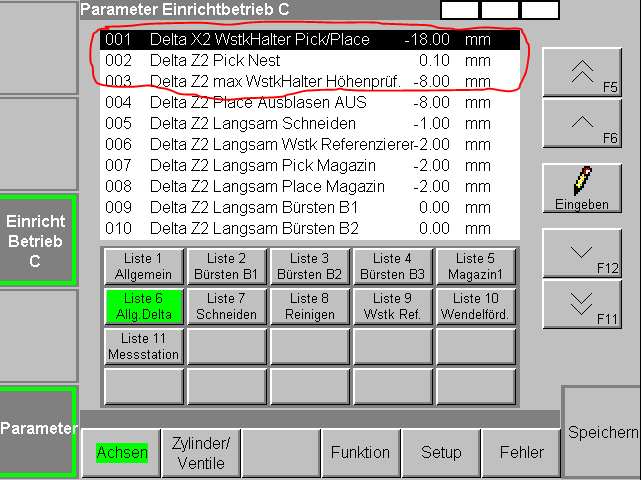 Parameter Einrichtbetrieb C
001 Delta X2 WstkHalter Pick/Place -18.00 mm
002 Delta Z2 Pick Nest 0.10 mm
003 Delta Z2 max WstkHalter Höhenprüf. -8.00 mm
004 Delta Z2 Place Ausblasen AUS -8.00 mm
005 Delta Z2 Langsam Schneiden -1.00 mm
006 Delta Z2 Langsam Wstk Referenzierer -2.00 mm
007 Delta Z2 Langsam Pick Magazin -2.00 mm
008 Delta Z2 Langsam Place Magazin -2.00 mm
009 Delta Z2 Langsam Bürsten B1 0.00 mm
010 Delta Z2 Langsam Bürsten B2 0.00 mm
F5
F6
Eingeben
F12
F11
Einricht
Betrieb
C
Liste 1 Liste 2 Liste 3 Liste 4 Liste 5
Allgemein Bürsten B1 Bürsten B2 Bürsten B3 Magazin1
Liste 6 Liste 7 Liste 8 Liste 9 Liste 10
Allg.Delta Schneiden Reinigen Wstk Ref. Wendelförd.
Liste 11
Messstation
Parameter
Achsen
Zylinder/
Ventile
Funktion
Setup
Fehler
Speichern